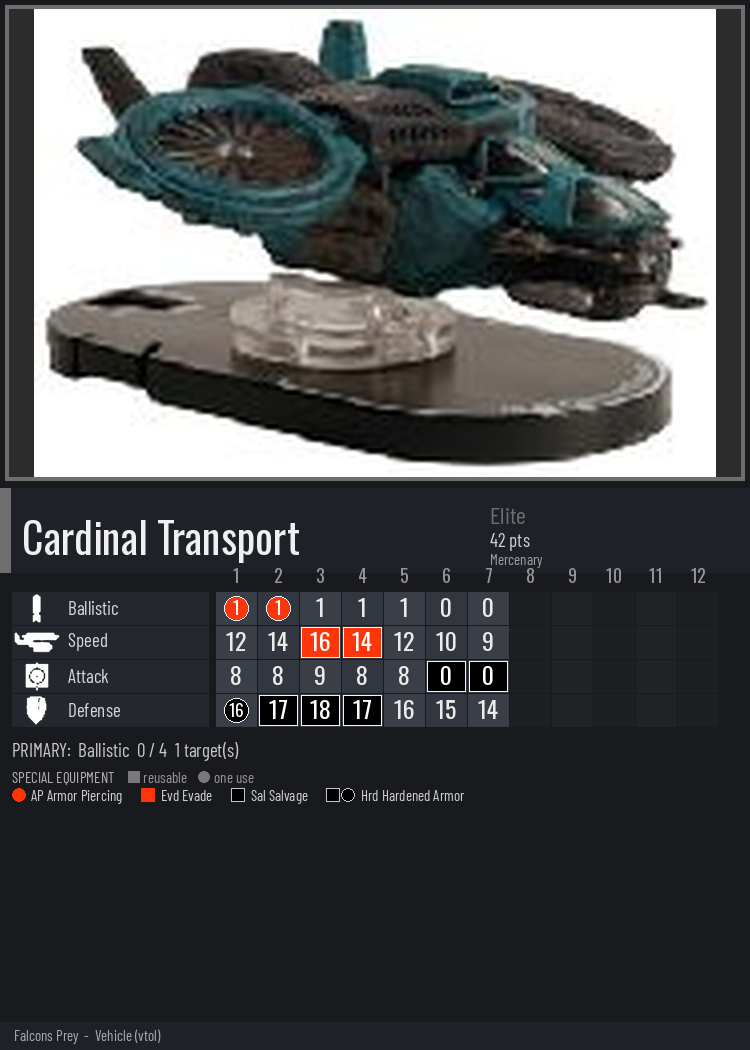 Cardinal Transport
Elite
42 pts
Mercenary
1 2 3 4 5 6 7 8 9 10 11 12
Ballistic 1 1 1 1 1 0 0
Speed 12 14 16 14 12 10 9
Attack 8 8 9 8 8 0 0
Defense 16 17 18 17 16 15 14
PRIMARY: Ballistic 0 / 4 1 target(s)
SPECIAL EQUIPMENT reusable one use
AP Armor Piercing Evd Evade Sal Salvage Hrd Hardened Armor
Falcons Prey - Vehicle (vtol)